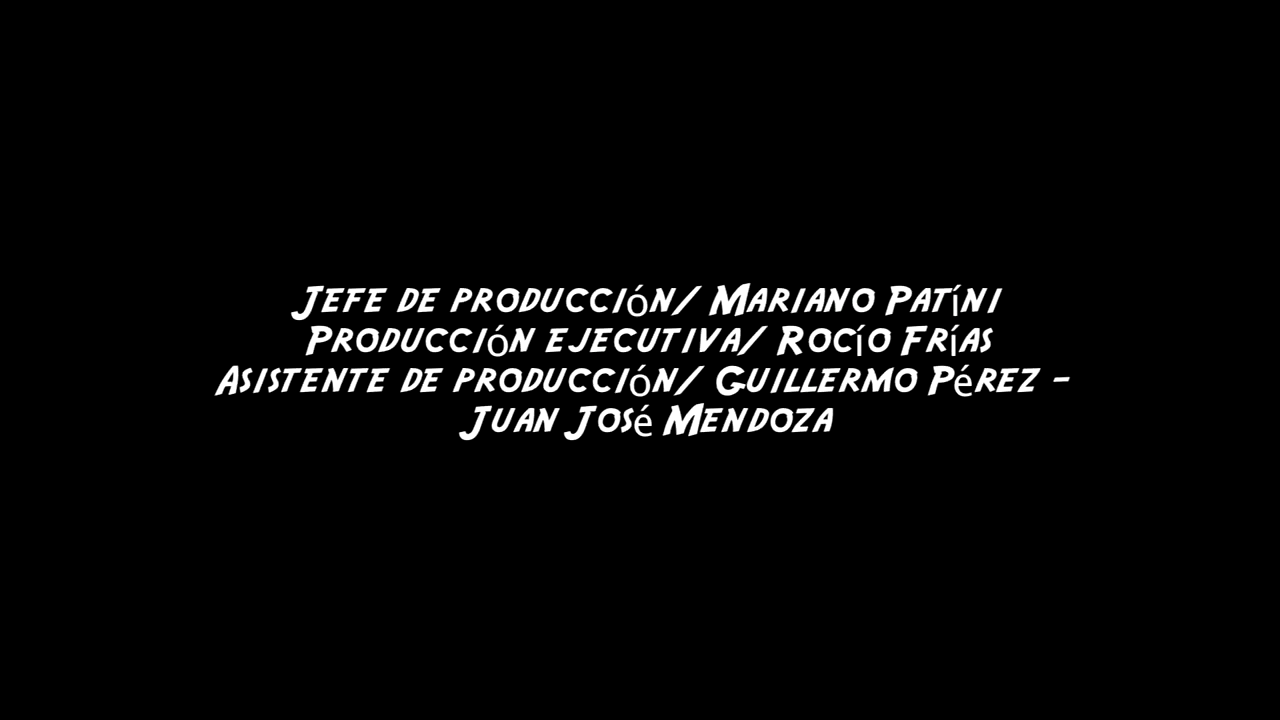 Jefe de producción/ Mariano Patíni
Producción ejecutiva/ Rocío Frías
Asistente de producción/ Guillermo Pérez -
Juan José Mendoza